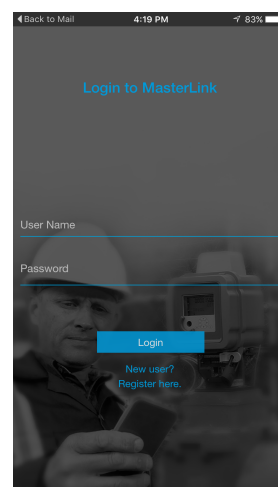 Back to Mail 4:19 PM 83%
Login to MasterLink
User Name
Password
Login
New user?
Register here.